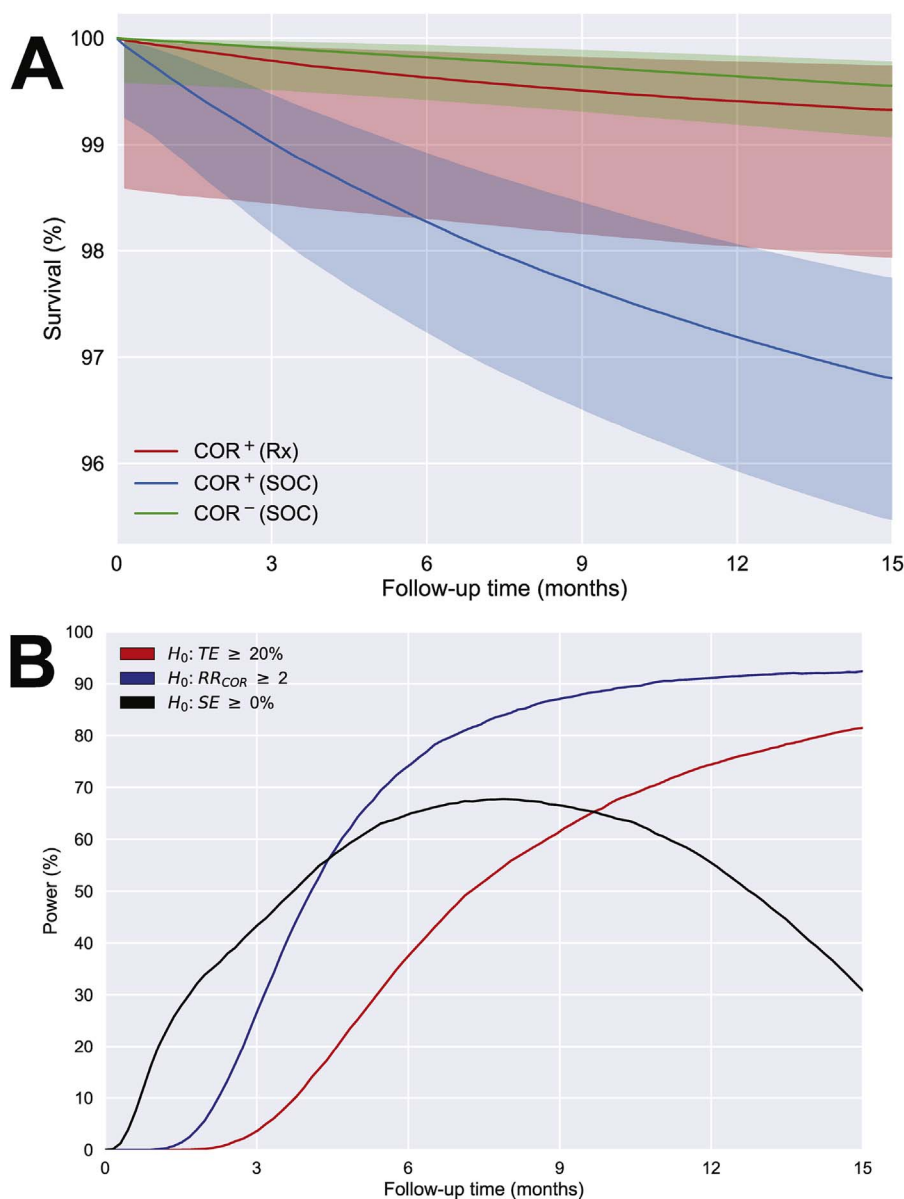 A
100
99
98
97
96
Survival (%)
COR+ (Rx)
COR+ (SOC)
COR− (SOC)
0 3 6 9 12 15
Follow-up time (months)
B
100
90
80
70
60
50
40
30
20
10
0
Power (%)
H0: TE ≥ 20%
H0: RRCOR ≥ 2
H0: SE ≥ 0%
0 3 6 9 12 15
Follow-up time (months)